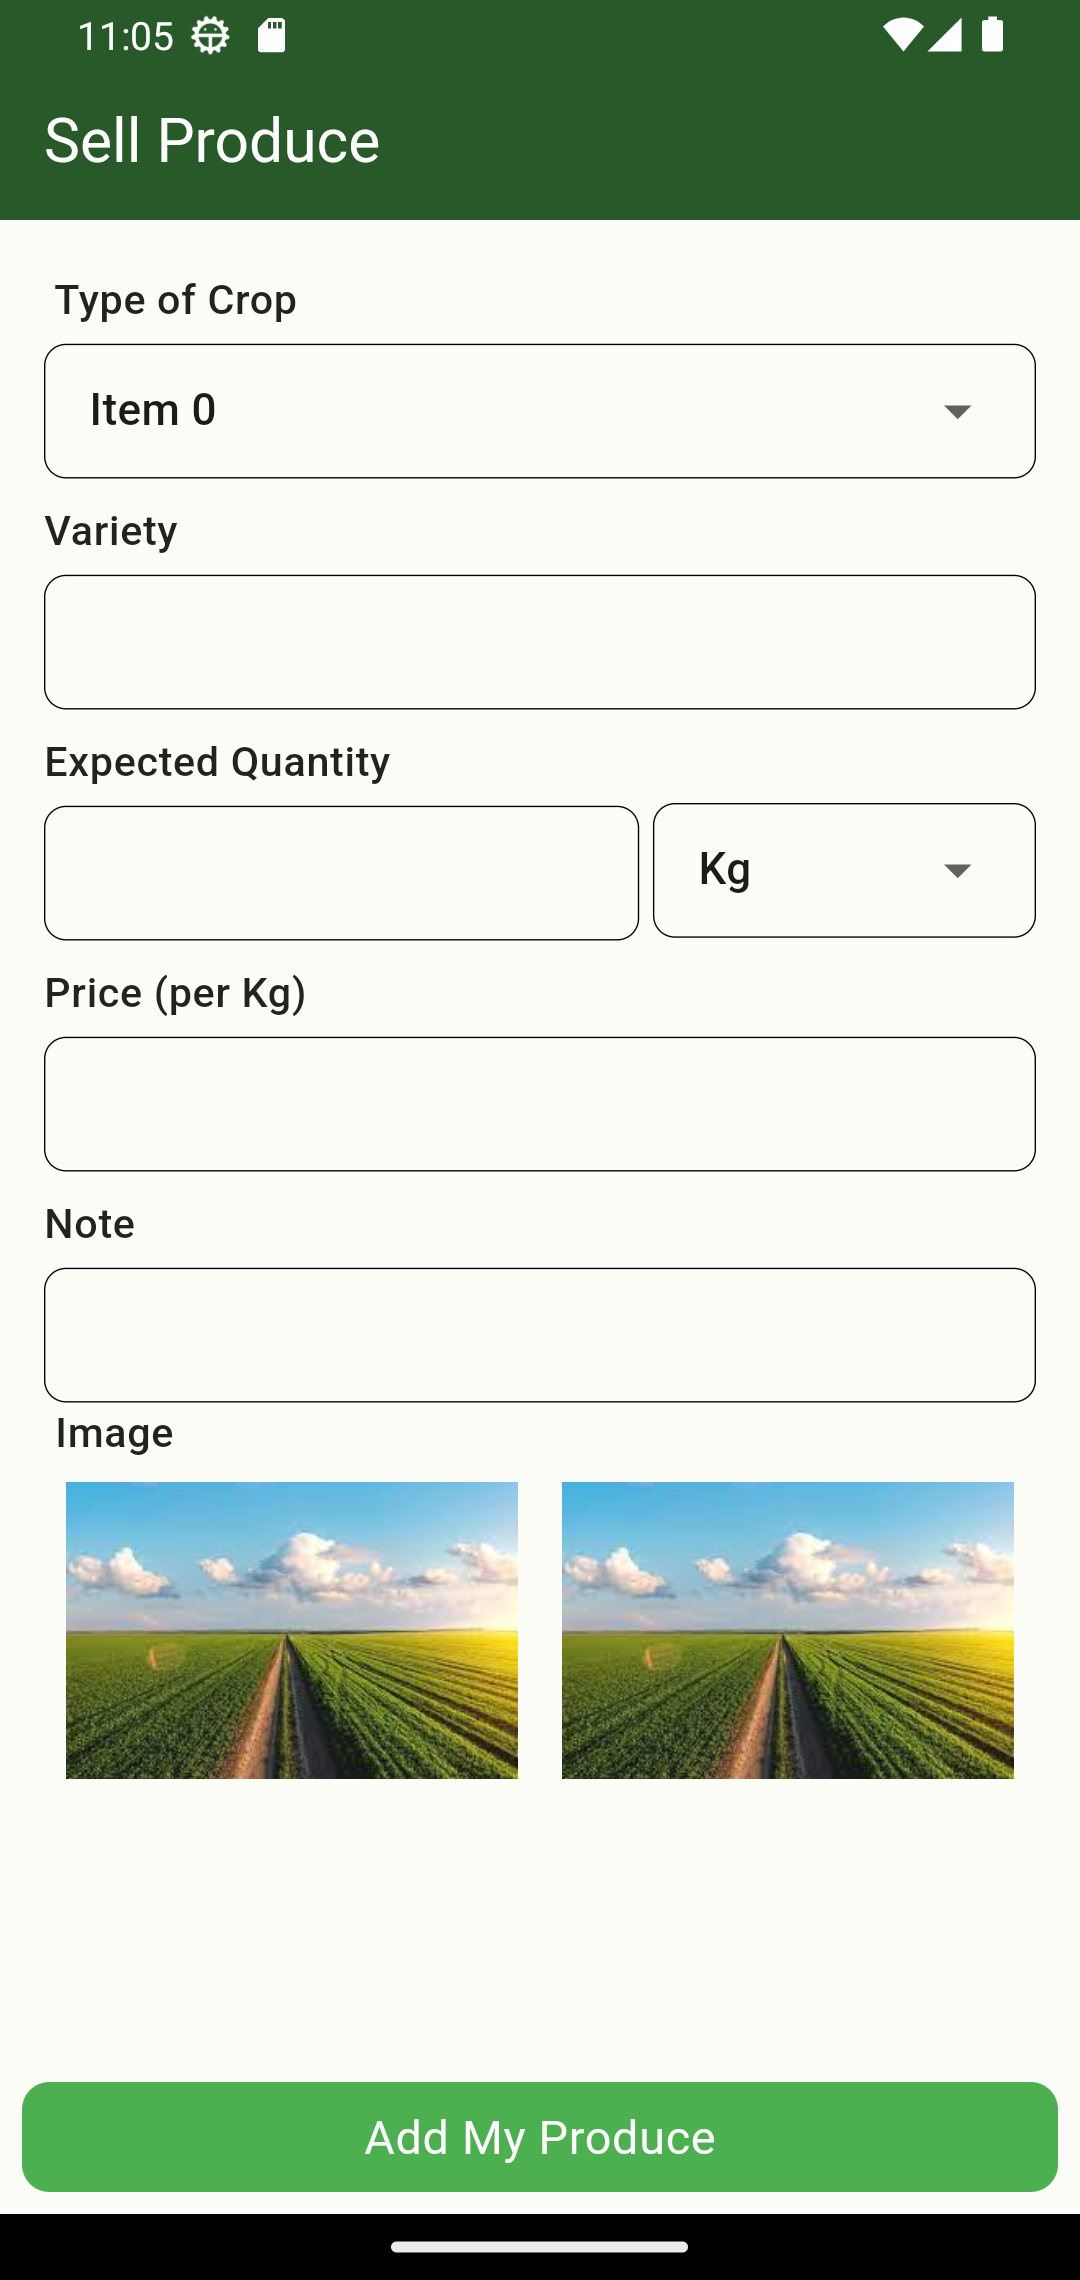 11:05
Sell Produce
Type of Crop
Item 0
Variety
Expected Quantity
Kg
Price (per Kg)
Note
Image
Add My Produce